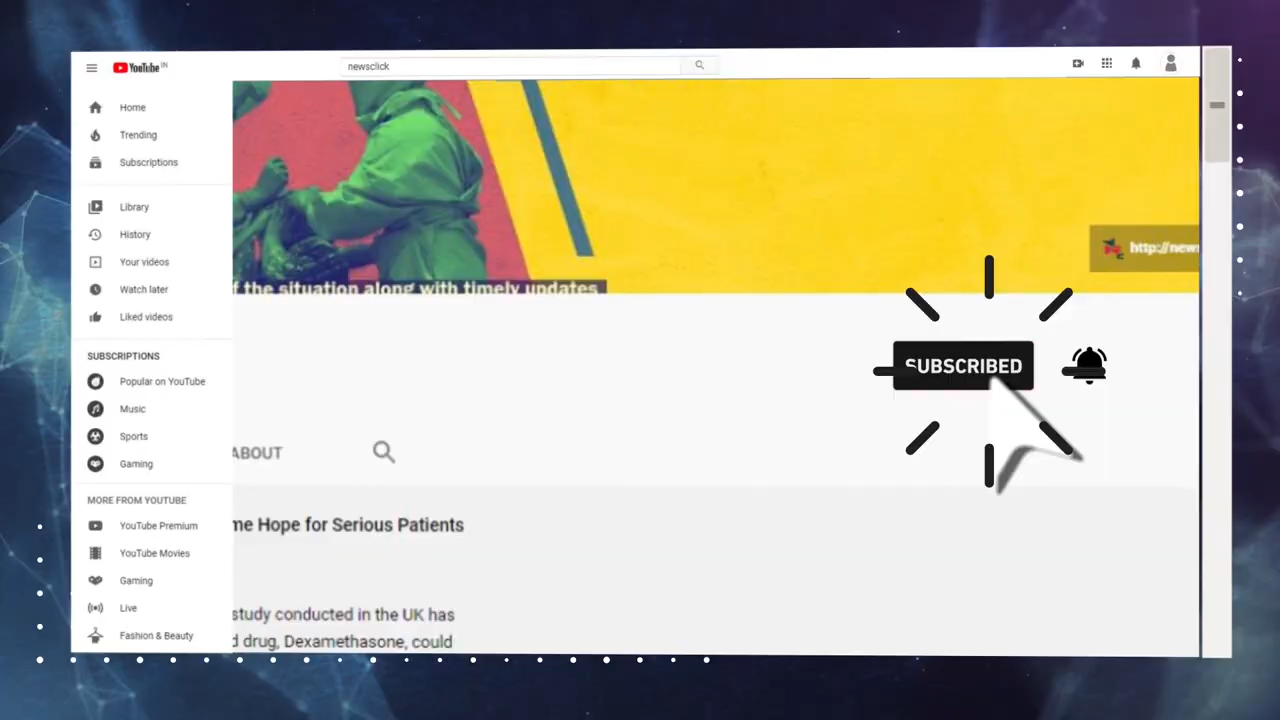 YouTube IN
newsclick
Home
Trending
Subscriptions
Library
History
Your videos
Watch later
Liked videos
SUBSCRIPTIONS
Popular on YouTube
Music
Sports
Gaming
MORE FROM YOUTUBE
YouTube Premium
YouTube Movies
Gaming
Live
Fashion & Beauty
f the situation along with timely updates
http://news
SUBSCRIBED
ABOUT
me Hope for Serious Patients
study conducted in the UK has
d drug, Dexamethasone, could